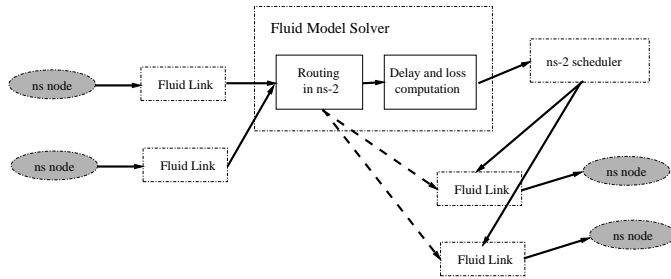 Fluid Model Solver
ns node
Fluid Link
Routing
in ns-2
Delay and loss
computation
ns-2 scheduler
ns node
Fluid Link
Fluid Link
ns node
Fluid Link
ns node